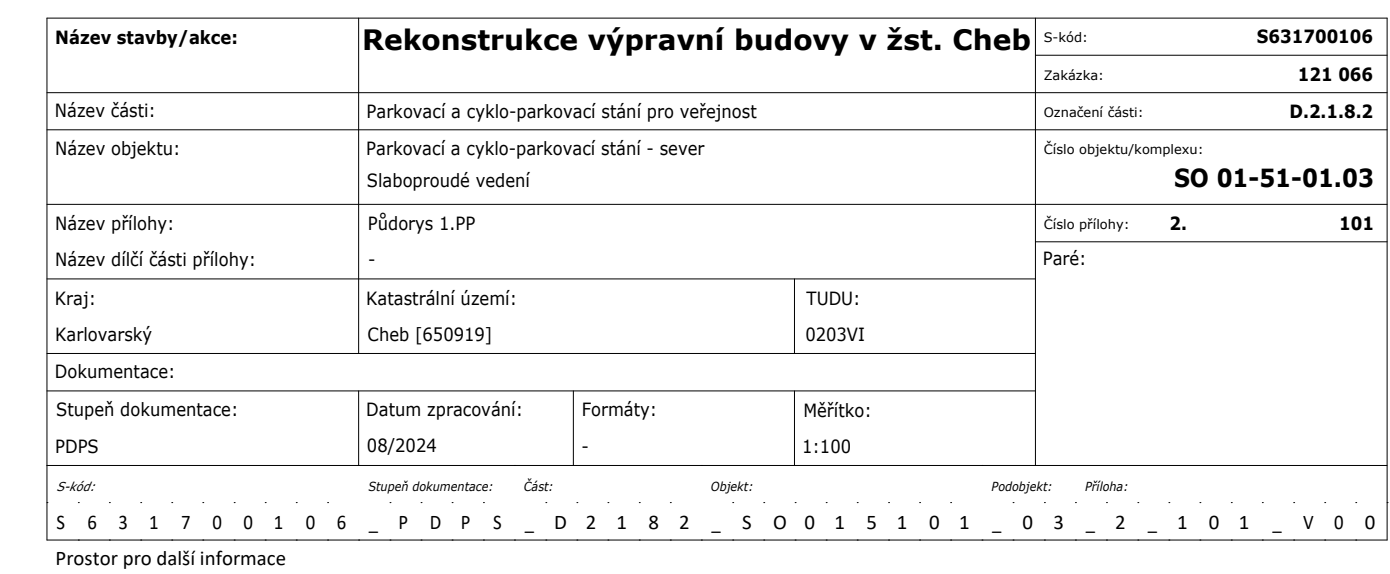 Název stavby/akce: Rekonstrukce výpravní budovy v žst. Cheb S-kód: S631700106
Zakázka: 121 066
Název části: Parkovací a cyklo-parkovací stání pro veřejnost Označení části: D.2.1.8.2
Název objektu: Parkovací a cyklo-parkovací stání - sever Číslo objektu/komplexu:
Slaboproudé vedení SO 01-51-01.03
Název přílohy: Půdorys 1.PP Číslo přílohy: 2. 101
Název dílčí části přílohy: - Paré:
Kraj: Katastrální území: TUDU:
Karlovarský Cheb [650919] 0203VI
Dokumentace:
Stupeň dokumentace: Datum zpracování: Formáty: Měřítko:
PDPS 08/2024 - 1:100
S-kód: Stupeň dokumentace: Část: Objekt: Podobjekt: Příloha:
S 6 3 1 7 0 0 1 0 6 _ P D P S _ D 2 1 8 2 _ S O 0 1 5 1 0 1 _ 0 3 _ 2 _ 1 0 1 _ V 0 0
Prostor pro další informace